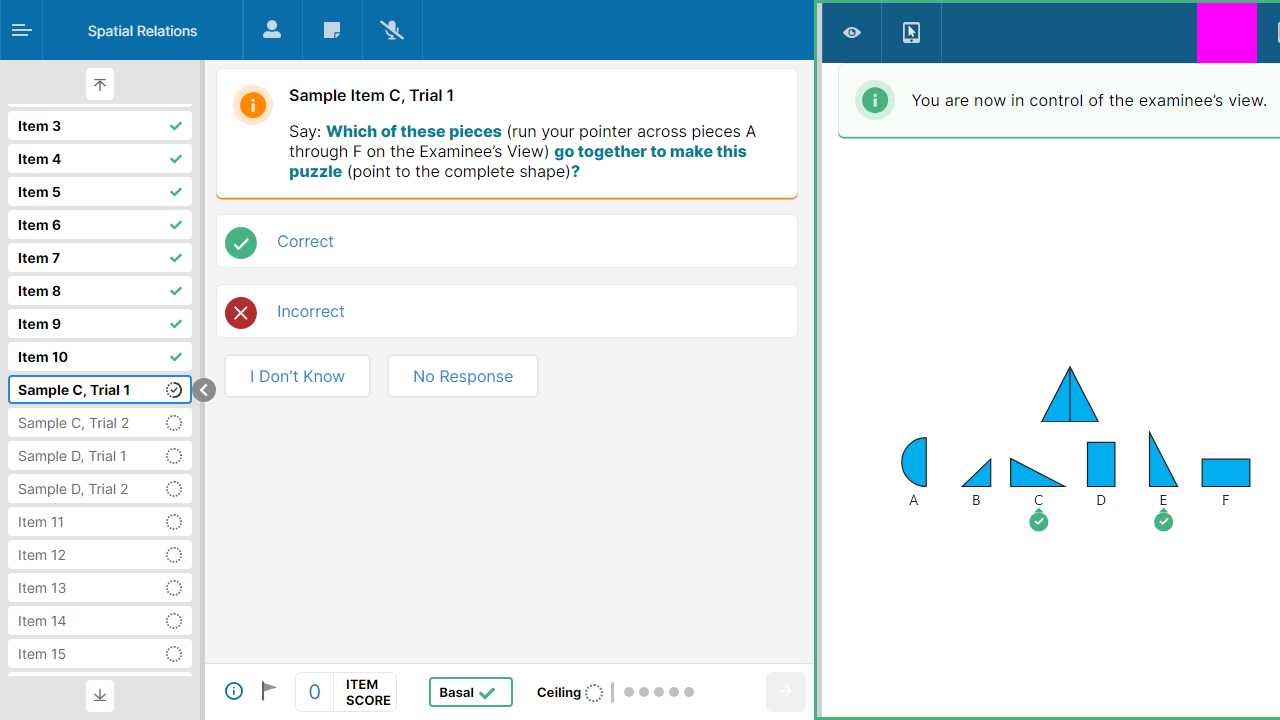 Spatial Relations
Item 3
Item 4
Item 5
Item 6
Item 7
Item 8
Item 9
Item 10
Sample C, Trial 1
Sample C, Trial 2
Sample D, Trial 1
Sample D, Trial 2
Item 11
Item 12
Item 13
Item 14
Item 15
Sample Item C, Trial 1
Say: Which of these pieces (run your pointer across pieces A
through F on the Examinee’s View) go together to make this
puzzle (point to the complete shape)?
Correct
Incorrect
I Don’t Know
No Response
0
ITEM
SCORE
Basal
Ceiling
You are now in control of the examinee’s view.
A B C D E F